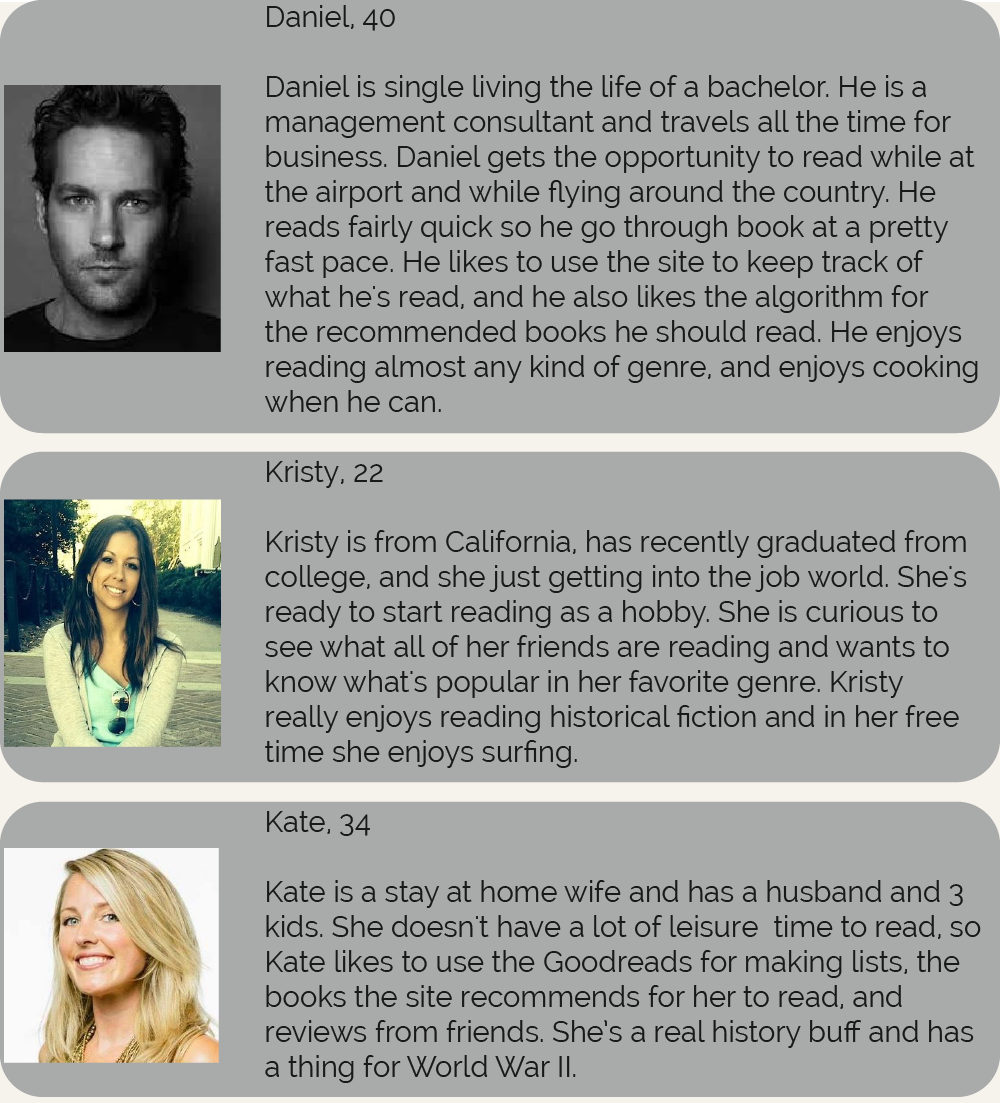 Daniel, 40
Daniel is single living the life of a bachelor. He is a
management consultant and travels all the time for
business. Daniel gets the opportunity to read while at
the airport and while flying around the country. He
reads fairly quick so he go through book at a pretty
fast pace. He likes to use the site to keep track of
what he's read, and he also likes the algorithm for
the recommended books he should read. He enjoys
reading almost any kind of genre, and enjoys cooking
when he can.
Kristy, 22
Kristy is from California, has recently graduated from
college, and she just getting into the job world. She's
ready to start reading as a hobby. She is curious to
see what all of her friends are reading and wants to
know what's popular in her favorite genre. Kristy
really enjoys reading historical fiction and in her free
time she enjoys surfing.
Kate, 34
Kate is a stay at home wife and has a husband and 3
kids. She doesn't have a lot of leisure  time to read, so
Kate likes to use the Goodreads for making lists, the
books the site recommends for her to read, and
reviews from friends. She’s a real history buff and has
a thing for World War II.